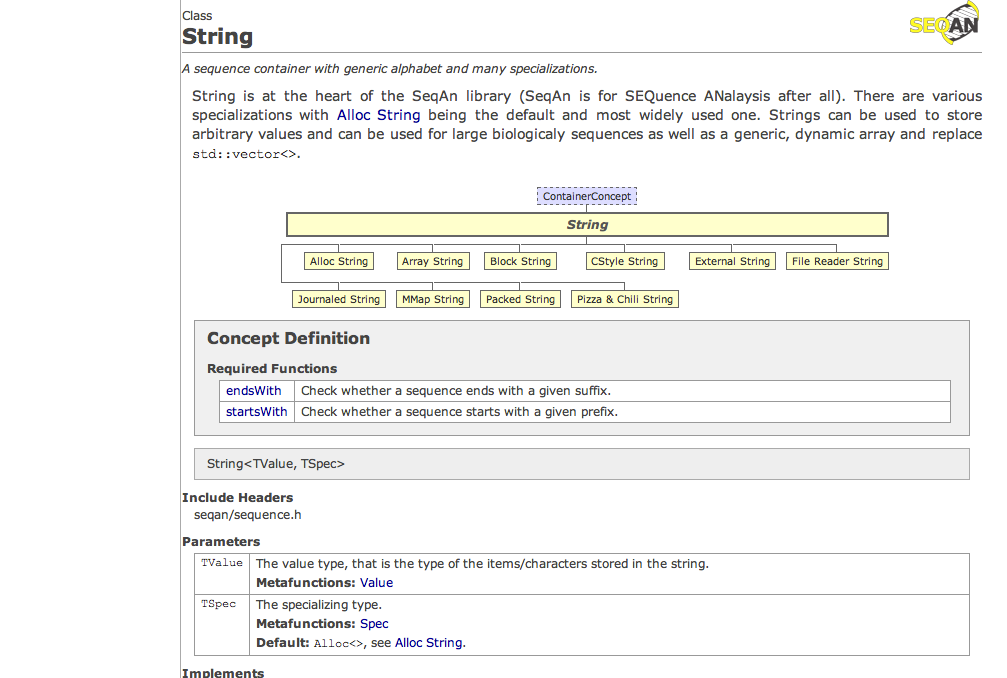 Class
String
SEQAN
A sequence container with generic alphabet and many specializations.
String is at the heart of the SeqAn library (SeqAn is for SEQuence ANalaysis after all). There are various
specializations with Alloc String being the default and most widely used one. Strings can be used to store
arbitrary values and can be used for large biologicaly sequences as well as a generic, dynamic array and replace
std::vector<>.
ContainerConcept
String
Alloc String Array String Block String CStyle String External String File Reader String
Journaled String MMap String Packed String Pizza & Chili String
Concept Definition
Required Functions
endsWith Check whether a sequence ends with a given suffix.
startsWith Check whether a sequence starts with a given prefix.
String<TValue, TSpec>
Include Headers
seqan/sequence.h
Parameters
TValue The value type, that is the type of the items/characters stored in the string.
Metafunctions: Value
TSpec The specializing type.
Metafunctions: Spec
Default: Alloc<>, see Alloc String.
Implements